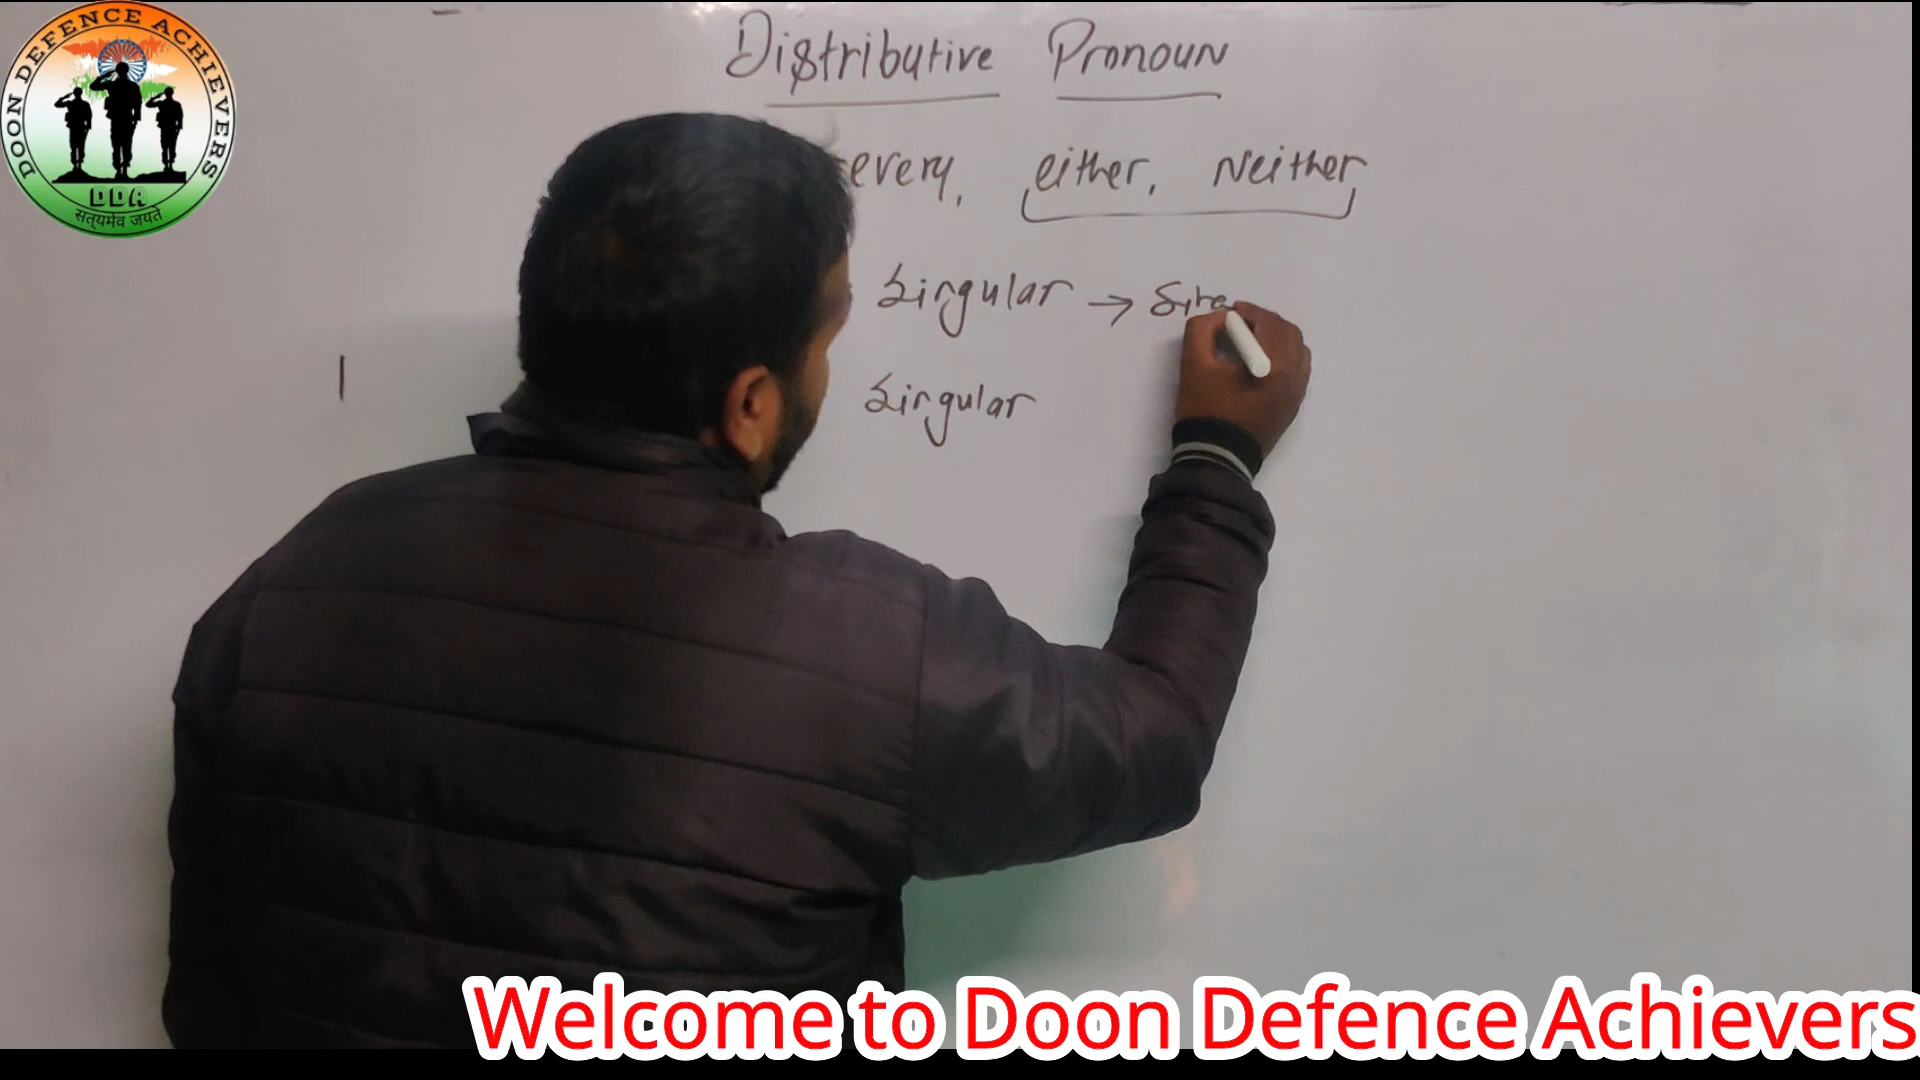 DOON DEFENCE ACHIEVERS
DDA
सत्यमेव जयते
Distributive Pronoun
every, either, Neither
Singular → Sing
Singular
Welcome to Doon Defence Achievers